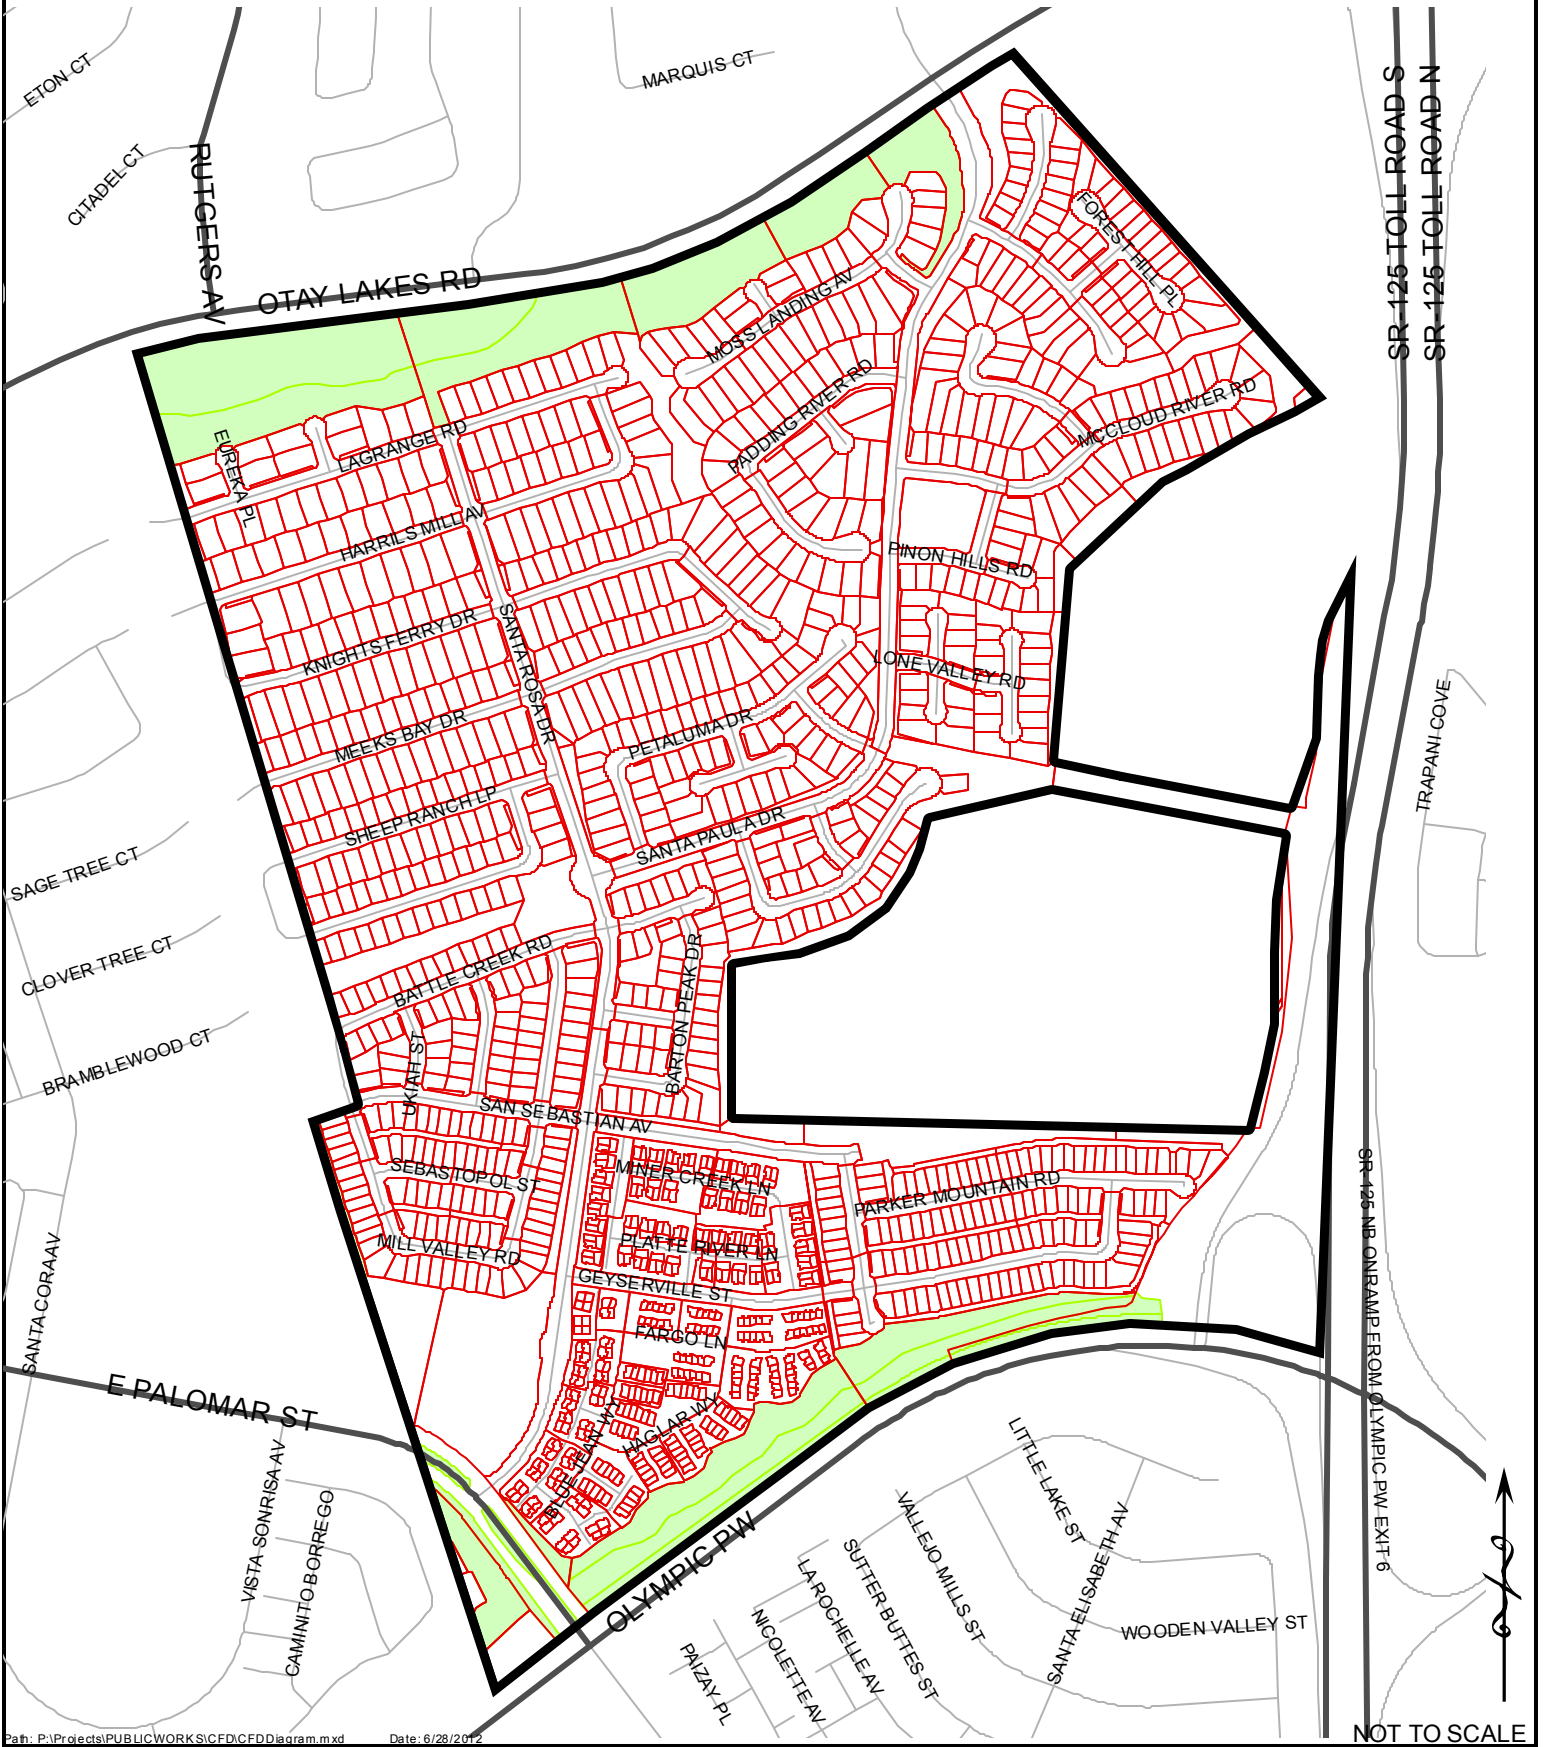 ETON CT
MARQUIS CT
CITADEL CT
RUTGERS AV
SR-125 TOLL ROAD S
SR-125 TOLL ROAD N
OTAY LAKES RD
FOREST HILL PL
MOSS LANDING AV
PADDING RIVER RD
MCCLOUD RIVER RD
LAGRANGE RD
EUREKA PL
HARRILS MILL AV
PINON HILLS RD
KNIGHTS FERRY DR
SANTA ROSA DR
LONE VALLEY RD
MEEKS BAY DR
PETALUMA DR
TRAPANI COVE
SHEEP RANCH LP
SANTA PAULA DR
SAGE TREE CT
CLOVER TREE CT
BATTLE CREEK RD
BARTON PEAK DR
BRAMBLEWOOD CT
UKIAH ST
SAN SEBASTIAN AV
SEBASTOPOL ST
MINER CREEK LN
PARKER MOUNTAIN RD
MILL VALLEY RD
PLATTE RIVER LN
GEYSERVILLE ST
SANTA CORA AV
FARGO LN
SR-125 NB ONRAMP FROM OLYMPIC PW EXIT 6
E PALOMAR ST
HAGLAR WY
BLUE JEAN WY
VISTA SONRISA AV
CAMINITO BORREGO
OLYMPIC PW
LITTLE LAKE ST
VALLEJO MILLS ST
SANTA ELISABETH AV
SUTTER BUTTES ST
LA ROCHELLE AV
NICOLETTE AV
PAIZAY PL
WOODEN VALLEY ST
NOT TO SCALE
Path: P:\Projects\PUBLICWORKS\CFD\CFDDiagram.mxd
Date: 6/28/2012